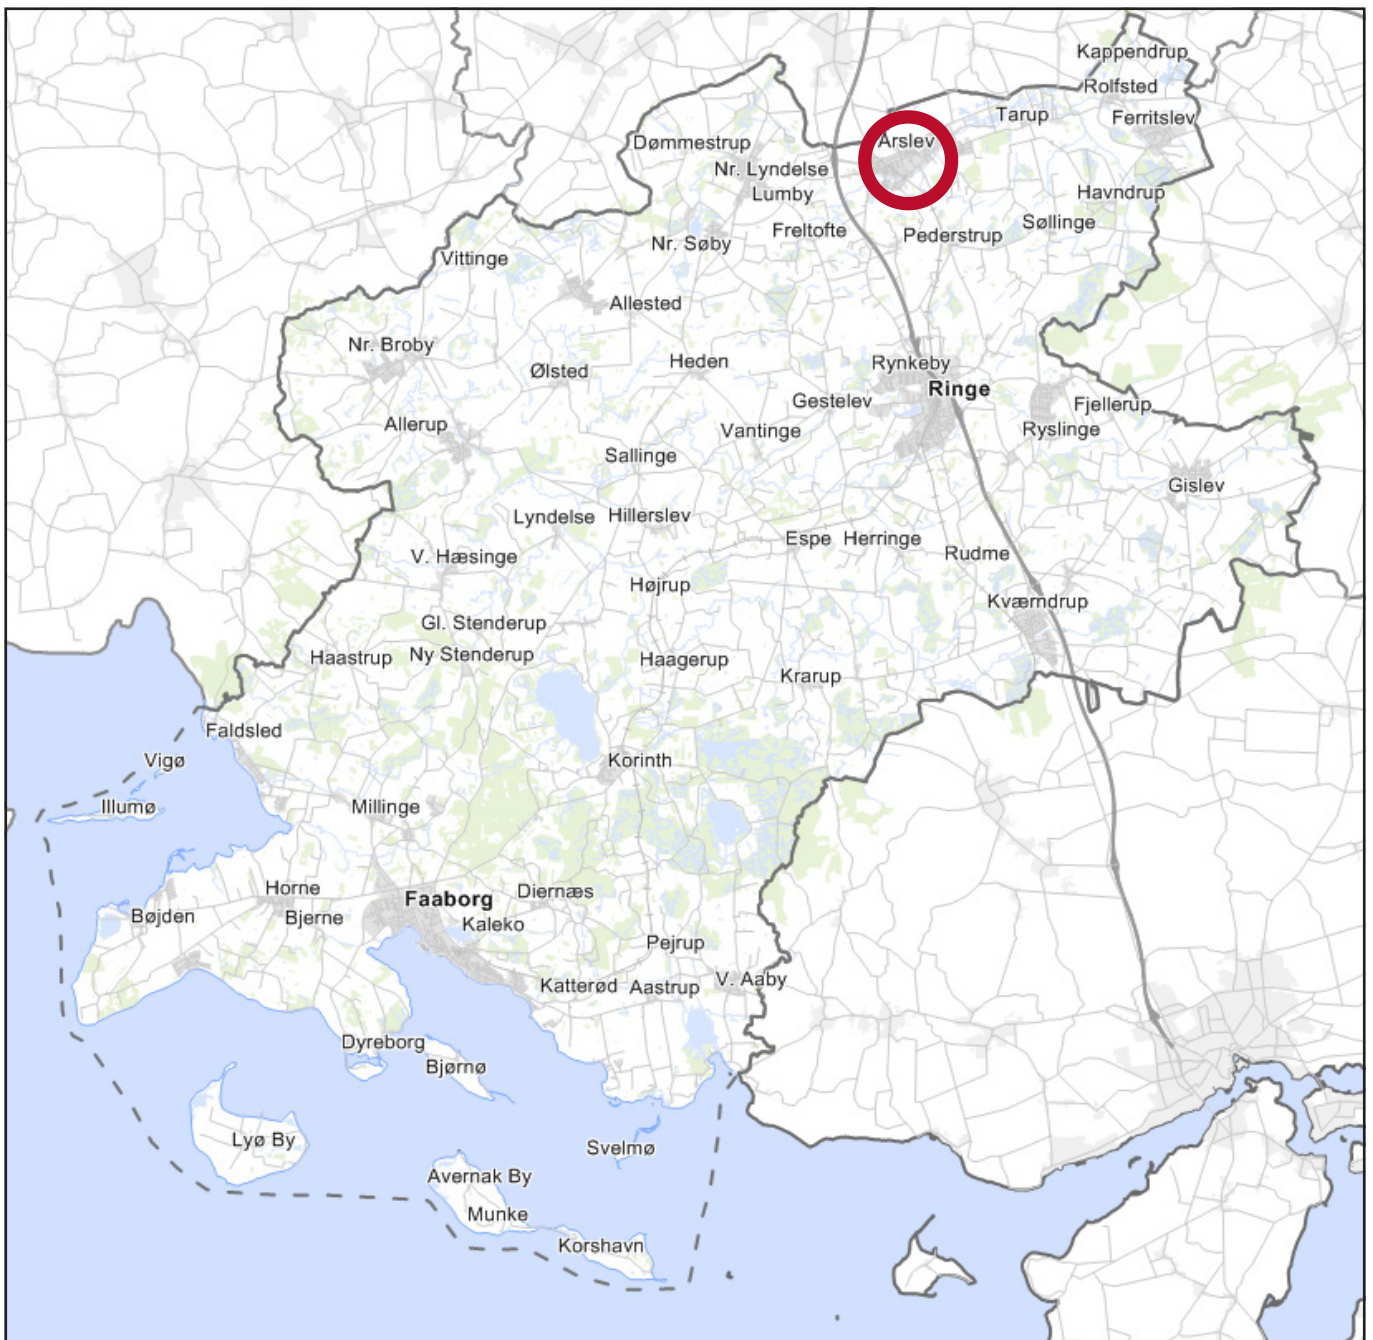 Kappendrup
Rolfsted
Tarup
Ferritslev
Årslev
Dømmestrup
Nr. Lyndelse
Lumby
Havndrup
Søllinge
Freltofte
Pederstrup
Nr. Søby
Vittinge
Allested
Nr. Broby
Heden
Rynkeby
Ølsted
Ringe
Gestelev
Fjellerup
Allerup
Vantinge
Ryslinge
Sallinge
Gislev
Lyndelse
Hillerslev
Espe
Herringe
Rudme
V. Hæsinge
Højrup
Kværndrup
Gl. Stenderup
Ny Stenderup
Haastrup
Haagerup
Krarup
Faldsled
Vigø
Korinth
Illumø
Millinge
Horne
Diernæs
Faaborg
Bøjden
Bjerne
Kaleko
Pejrup
Katterød
Aastrup
V. Aaby
Dyreborg
Bjørnø
Lyø By
Svelmø
Avernak By
Munke
Korshavn